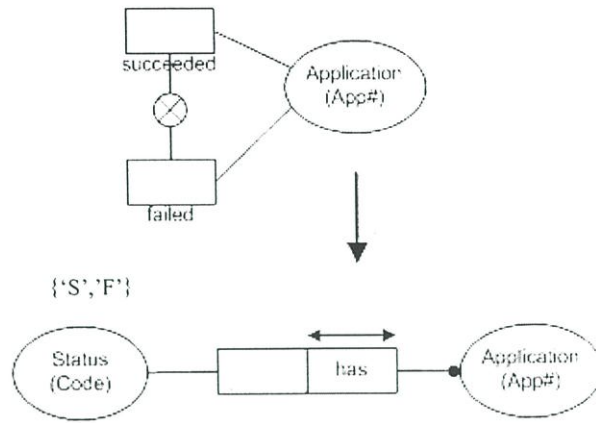 succeeded
Application
(App#)
failed
{‘S’,’F’}
Status
(Code)
has
Application
(App#)